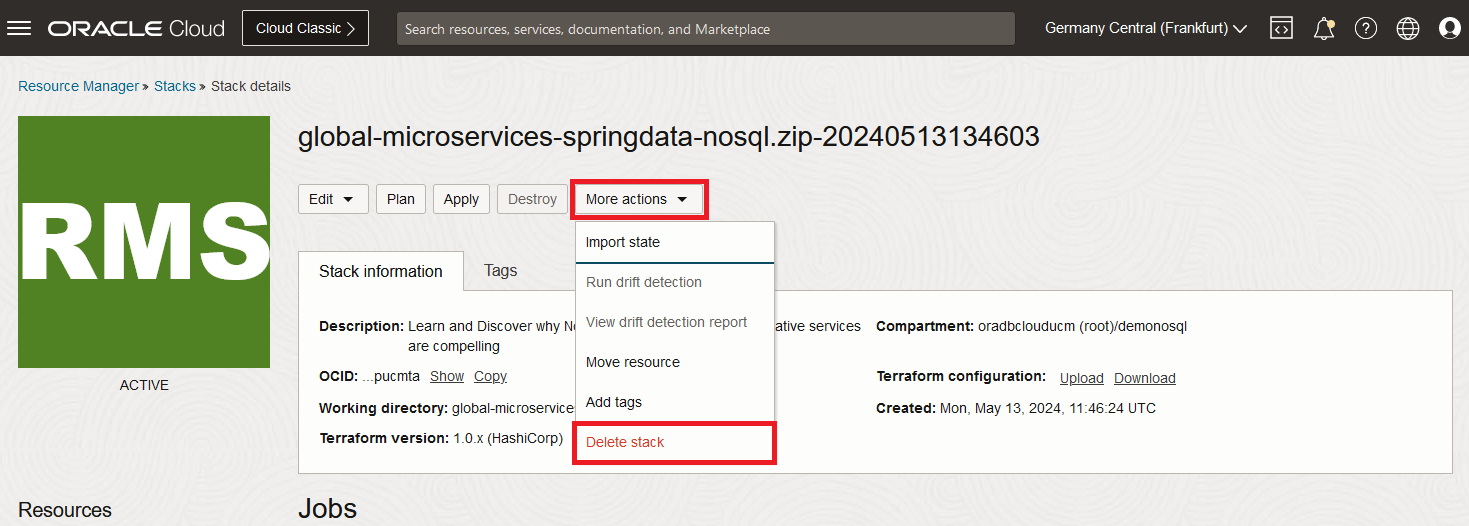 ORACLE Cloud
Cloud Classic
Search resources, services, documentation, and Marketplace
Germany Central (Frankfurt)
Resource Manager » Stacks » Stack details
RMS
ACTIVE
global-microservices-springdata-nosql.zip-20240513134603
Edit
Plan
Apply
Destroy
More actions
Import state
Run drift detection
View drift detection report
Move resource
Add tags
Delete stack
Stack information
Tags
Description: Learn and Discover why No ative services
are compelling
OCID: ...pucmta Show Copy
Working directory: global-microservice
Terraform version: 1.0.x (HashiCorp)
Compartment: oradbclouducm (root)/demonosql
Terraform configuration: Upload Download
Created: Mon, May 13, 2024, 11:46:24 UTC
Resources
Jobs